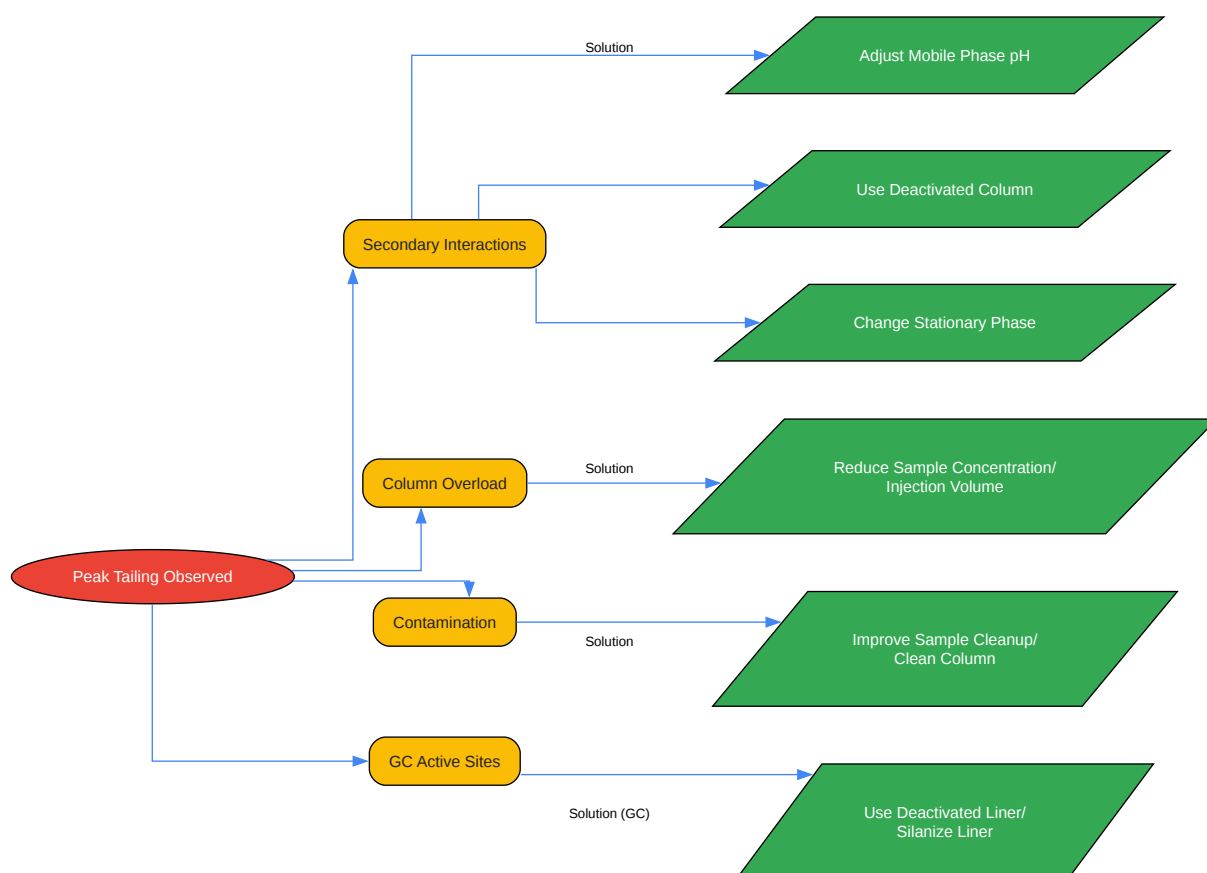 Solution
Adjust Mobile Phase pH
Use Deactivated Column
Secondary Interactions
Change Stationary Phase
Solution
Reduce Sample Concentration/
Injection Volume
Column Overload
Peak Tailing Observed
Contamination
Solution
Improve Sample Cleanup/
Clean Column
GC Active Sites
Solution (GC)
Use Deactivated Liner/
Silanize Liner